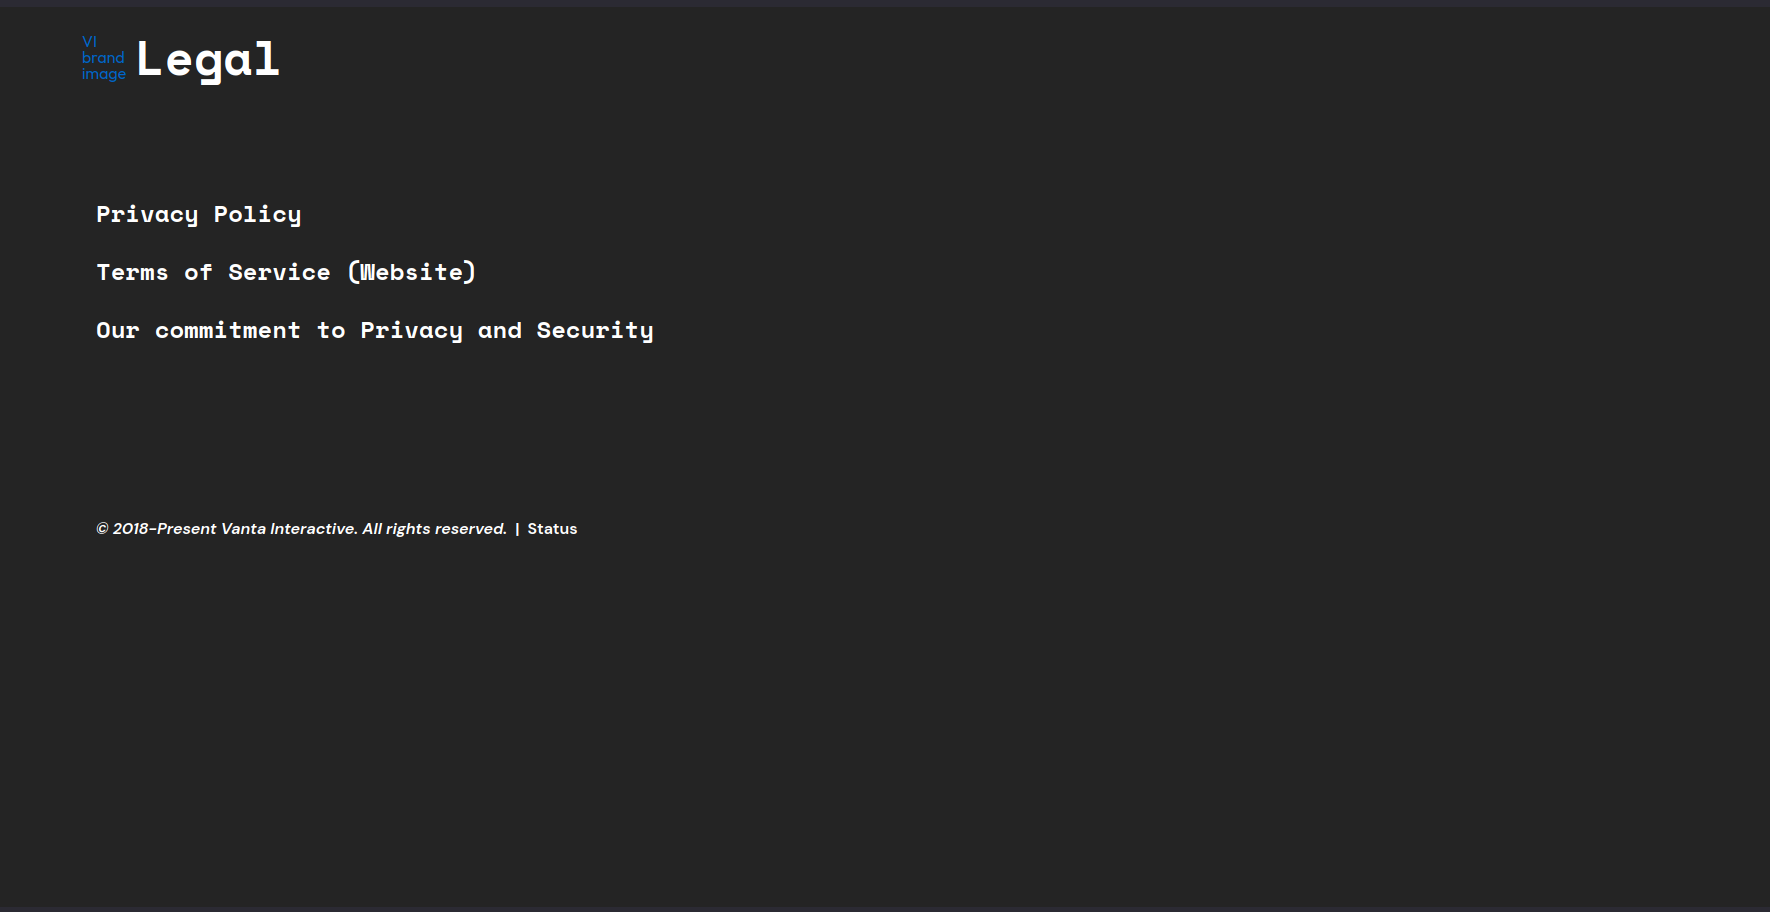 VI
brand
image
Legal
Privacy Policy
Terms of Service (Website)
Our commitment to Privacy and Security
© 2018-Present Vanta Interactive. All rights reserved. | Status